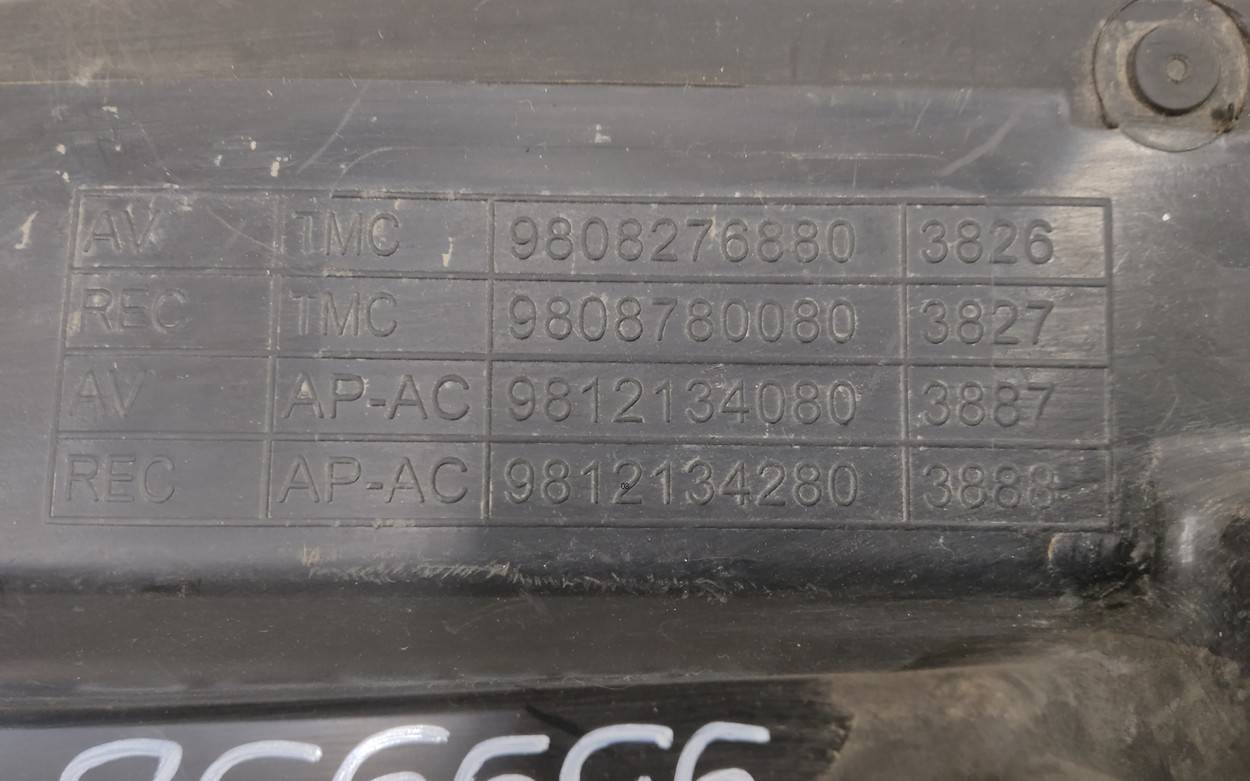 AV TMC 9808276880 3826
REC TMC 9808780080 3827
AV AP-AC 9812134080 3887
REC AP-AC 9812134280 3888